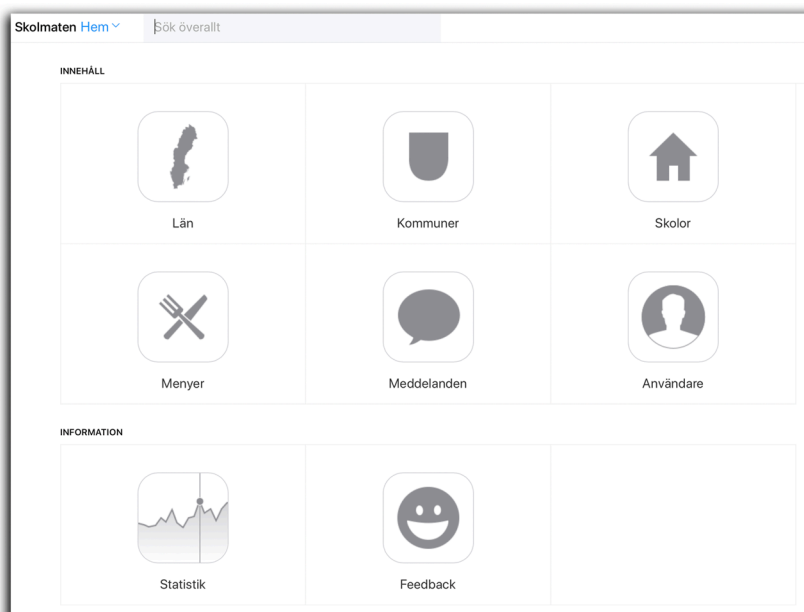 Skolmaten Hem Sök överallt
INNEHÅLL
Län Kommuner Skolor
Menyer Meddelanden Användare
INFORMATION
Statistik Feedback